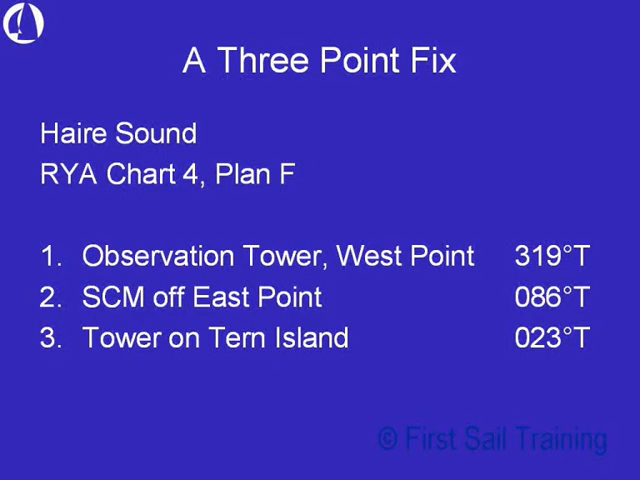 A Three Point Fix
Haire Sound
RYA Chart 4, Plan F
1. Observation Tower, West Point 319°T
2. SCM off East Point 086°T
3. Tower on Tern Island 023°T
© First Sail Training